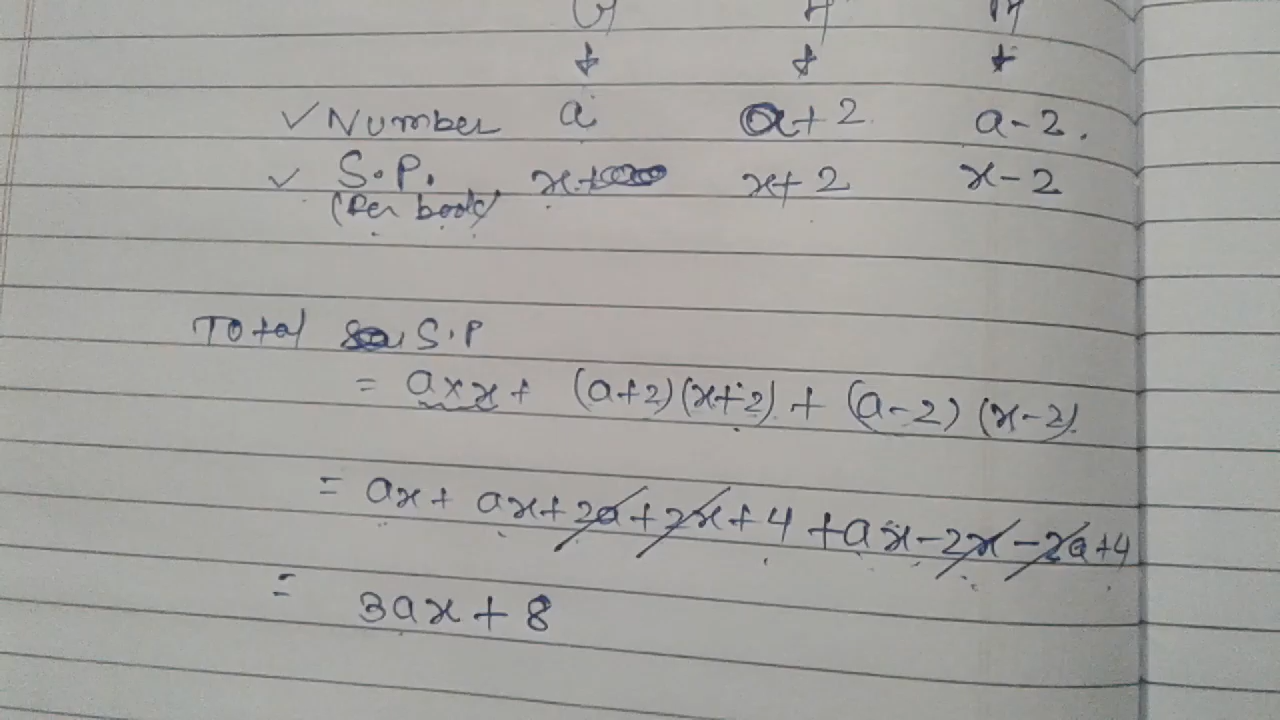 ✓ Number a a+2. a-2.
✓ S.P. x+ x+2 x-2
(Per book)
Total S.P
= a×x + (a+2)(x+2) + (a-2)(x-2).
= ax + ax+2a+2x+4 +ax-2x-2a+4
= 3ax+8